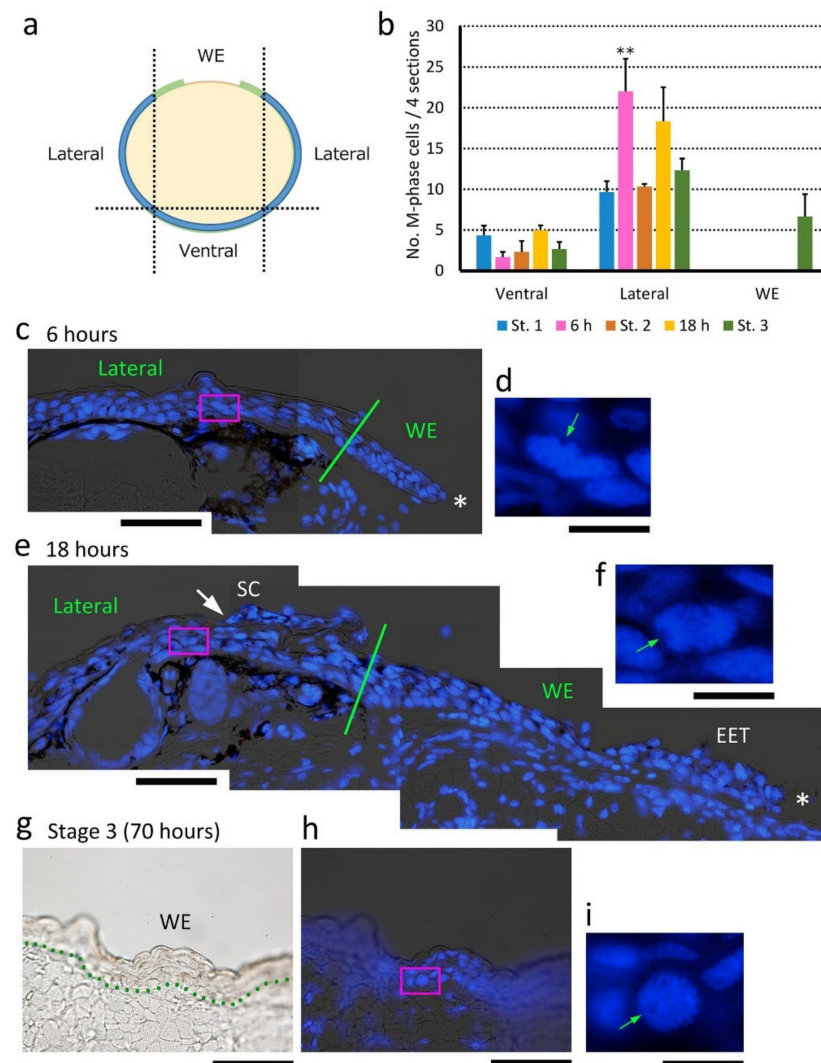 a
WE
Lateral
Lateral
Ventral
b
No. M-phase cells / 4 sections
30
25
20
15
10
5
0
**
Ventral Lateral WE
St. 1 6 h St. 2 18 h St. 3
c 6 hours
Lateral
WE
*
d
e 18 hours
Lateral
SC
WE
EET
*
f
g Stage 3 (70 hours)
WE
h
i